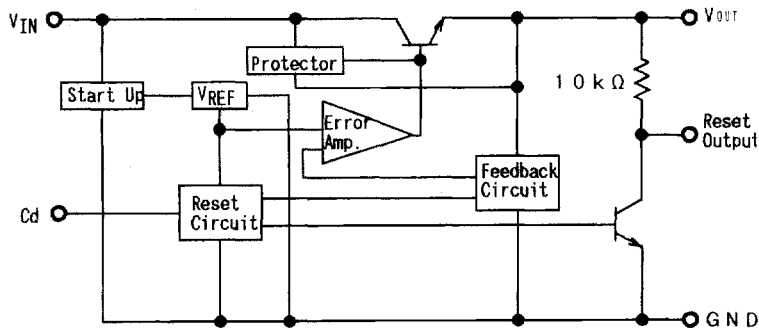 VIN
VOUT
Protector
10kΩ
Start Up
VREF
Error
Amp.
Reset
Output
Feedback
Circuit
Cd
Reset
Circuit
GND